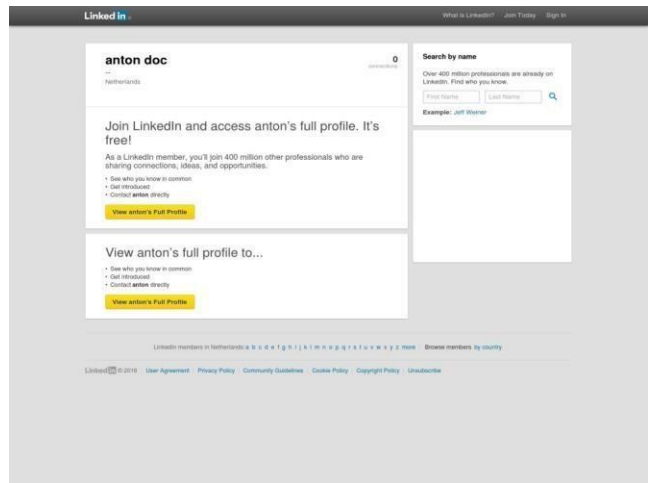 Linked in
What is LinkedIn? Join Today Sign In
anton doc
0
connections
--
Netherlands
Join LinkedIn and access anton's full profile. It's
free!
As a LinkedIn member, you'll join 400 million other professionals who are
sharing connections, ideas, and opportunities.
• See who you know in common
• Get introduced
• Contact anton directly
View anton's Full Profile
View anton's full profile to...
• See who you know in common
• Get introduced
• Contact anton directly
View anton's Full Profile
Search by name
Over 400 million professionals are already on
LinkedIn. Find who you know.
First Name Last Name
Example: Jeff Weiner
LinkedIn members in Netherlands: a b c d e f g h i j k l m n o p q r s t u v w x y z more Browse members by country
Linked in © 2016 User Agreement Privacy Policy Community Guidelines Cookie Policy Copyright Policy Unsubscribe